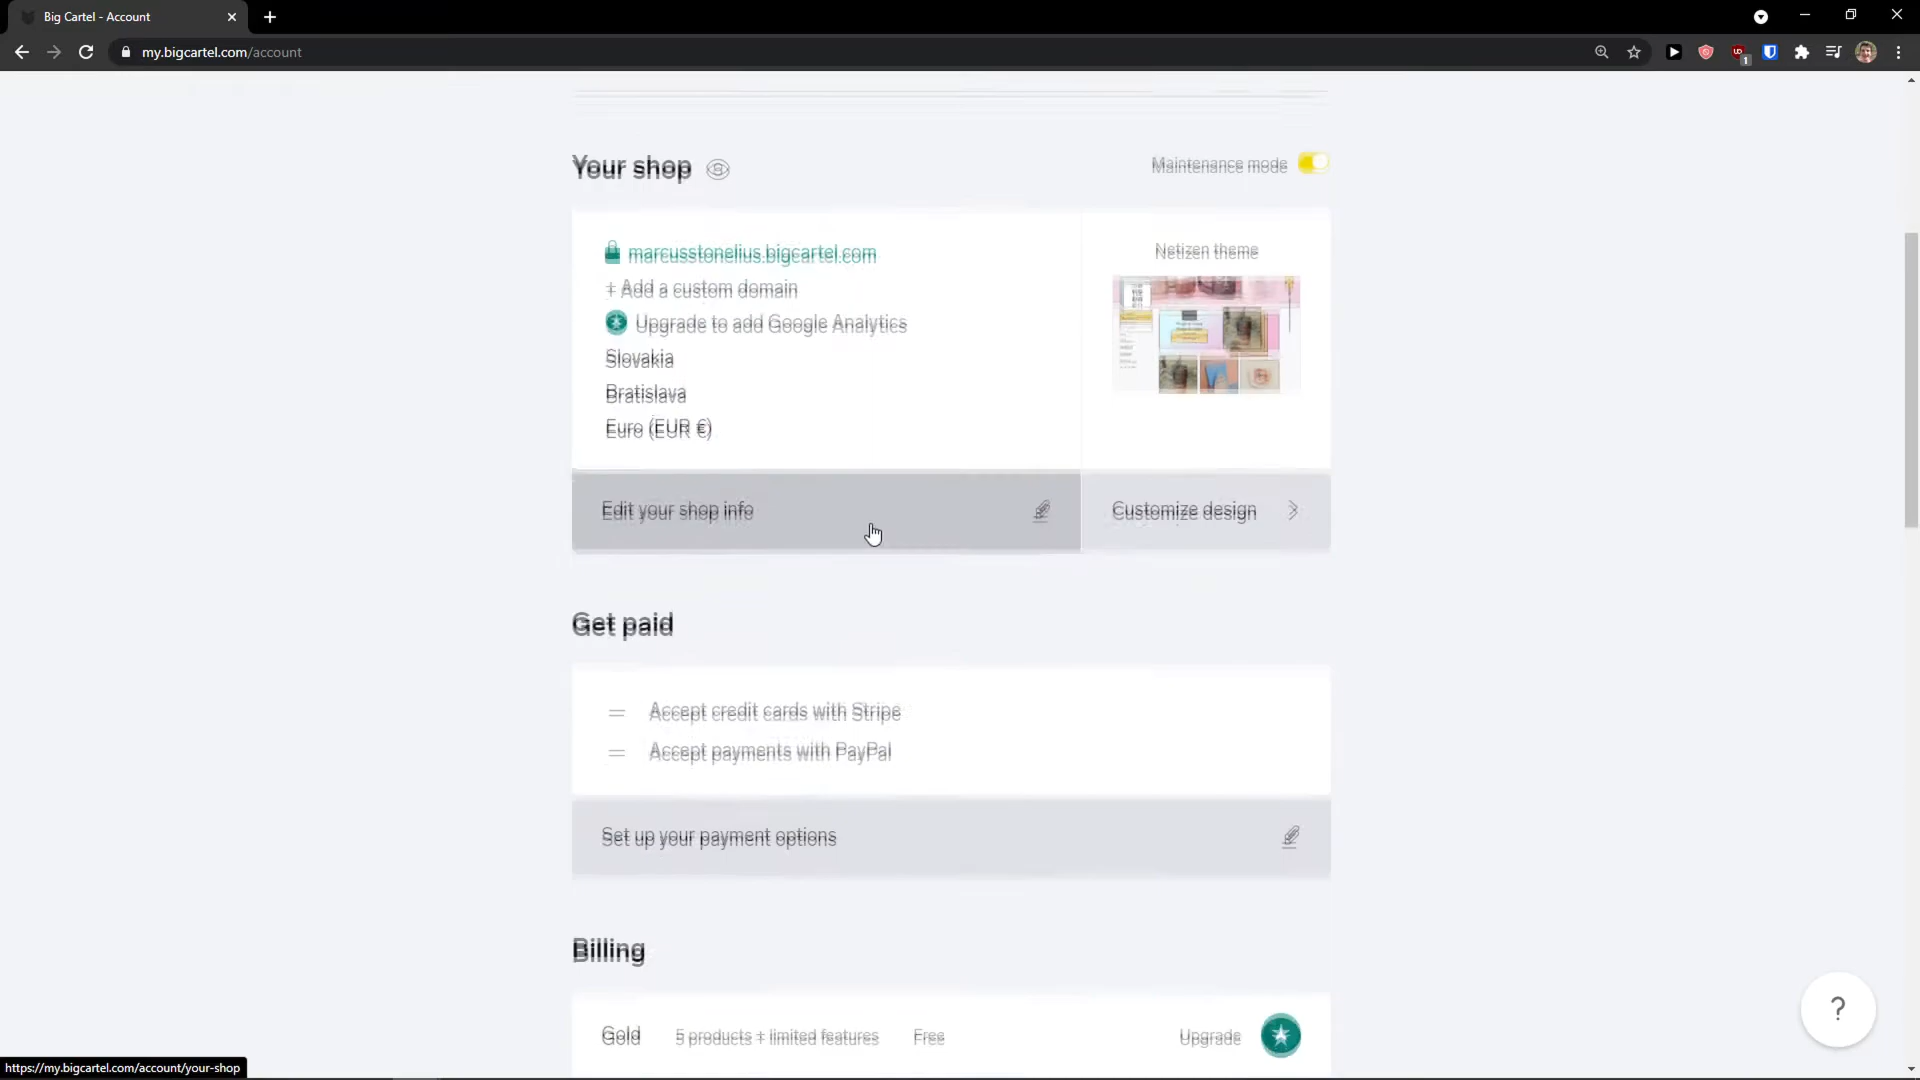 Big Cartel - Account
my.bigcartel.com/account
1
Your shop
Maintenance mode
marcusstonelius.bigcartel.com
+ Add a custom domain
Upgrade to add Google Analytics
Slovakia
Bratislava
Euro (EUR €)
Netizen theme
Edit your shop info
Customize design
Get paid
Accept credit cards with Stripe
Accept payments with PayPal
Set up your payment options
Billing
Gold 5 products + limited features Free Upgrade
?
https://my.bigcartel.com/account/your-shop